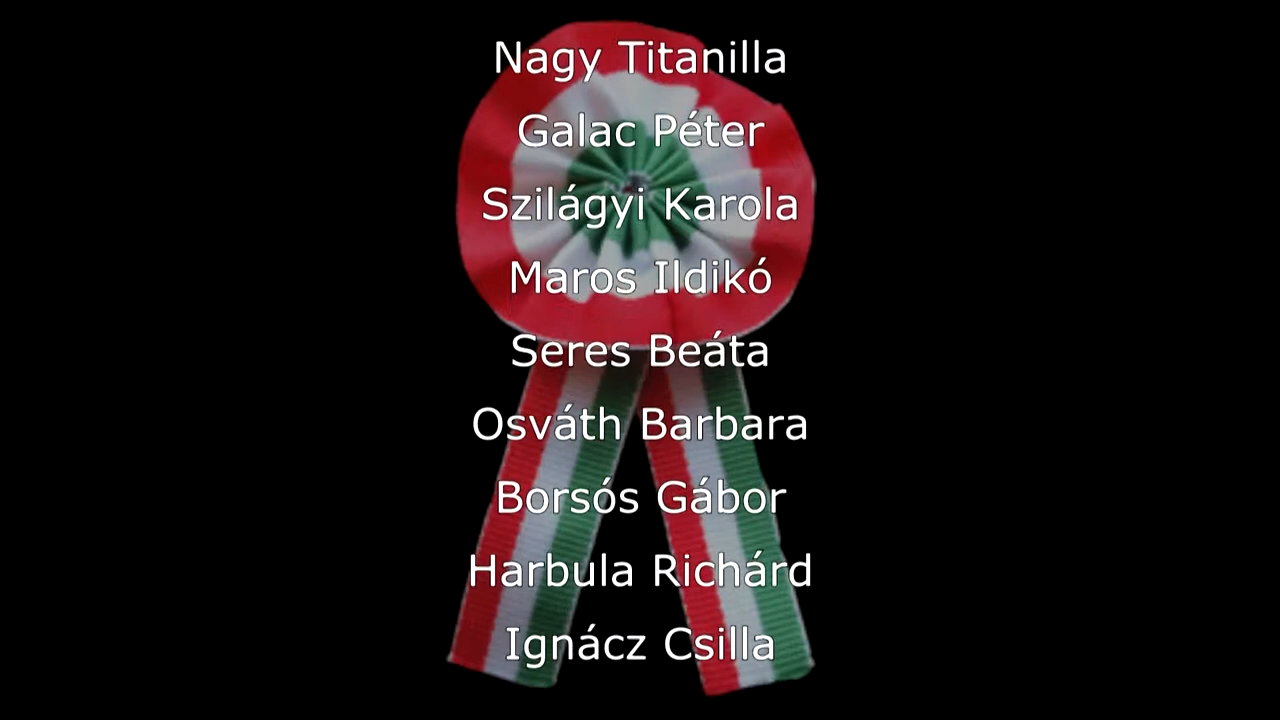 Nagy Titanilla
Galac Péter
Szilágyi Karola
Maros Ildikó
Seres Beáta
Osváth Barbara
Borsós Gábor
Harbula Richárd
Ignácz Csilla